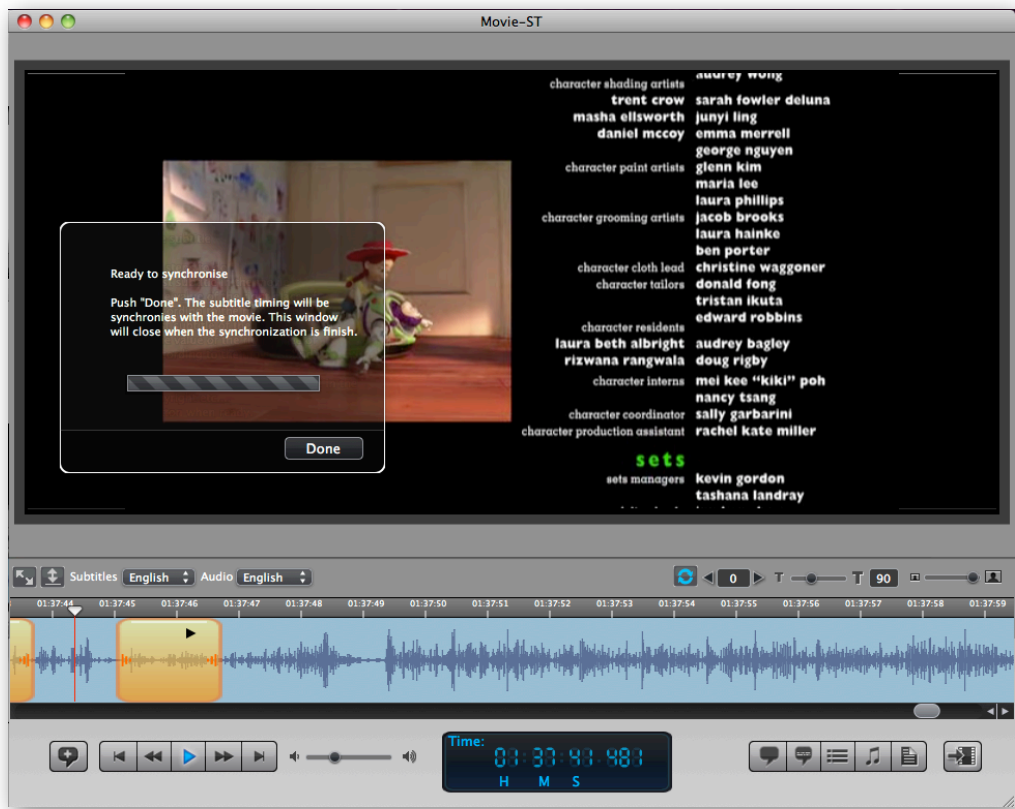 Movie-ST
audrey wong
character shading artists
trent crow sarah fowler deluna
masha ellsworth junyi ling
daniel mccoy emma merrell
george nguyen
character paint artists glenn kim
maria lee
laura phillips
character grooming artists jacob brooks
laura hainke
ben porter
character cloth lead christine waggoner
character tailors donald fong
tristan ikuta
edward robbins
character residents
laura beth albright audrey bagley
rizwana rangwala doug rigby
character interns mei kee “kiki” poh
nancy tsang
character coordinator sally garbarini
character production assistant rachel kate miller
sets
sets managers kevin gordon
tashana landray
Ready to synchronise
Push "Done". The subtitle timing will be
synchronies with the movie. This window
will close when the synchronization is finish.
Done
Subtitles English Audio English 0 T T 90
01:37:44 01:37:45 01:37:46 01:37:47 01:37:48 01:37:49 01:37:50 01:37:51 01:37:52 01:37:53 01:37:54 01:37:55 01:37:56 01:37:57 01:37:58 01:37:59
Time:
01:37:41.481
H M S